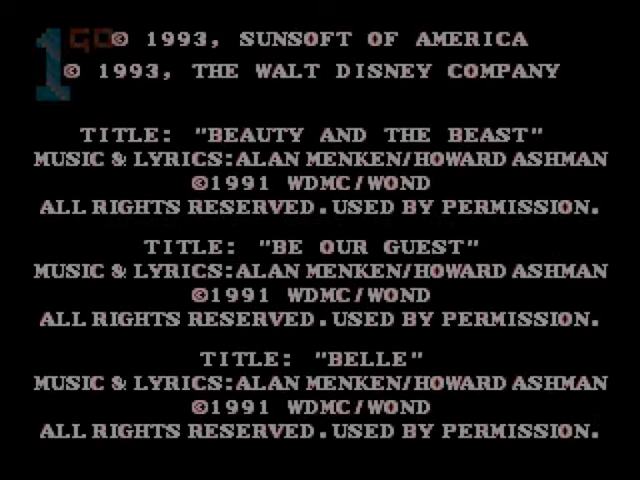 1GO
© 1993, SUNSOFT OF AMERICA
© 1993, THE WALT DISNEY COMPANY
TITLE: "BEAUTY AND THE BEAST"
MUSIC & LYRICS:ALAN MENKEN/HOWARD ASHMAN
©1991 WDMC/WOND
ALL RIGHTS RESERVED.USED BY PERMISSION.
TITLE: "BE OUR GUEST"
MUSIC & LYRICS:ALAN MENKEN/HOWARD ASHMAN
©1991 WDMC/WOND
ALL RIGHTS RESERVED.USED BY PERMISSION.
TITLE: "BELLE"
MUSIC & LYRICS:ALAN MENKEN/HOWARD ASHMAN
©1991 WDMC/WOND
ALL RIGHTS RESERVED.USED BY PERMISSION.